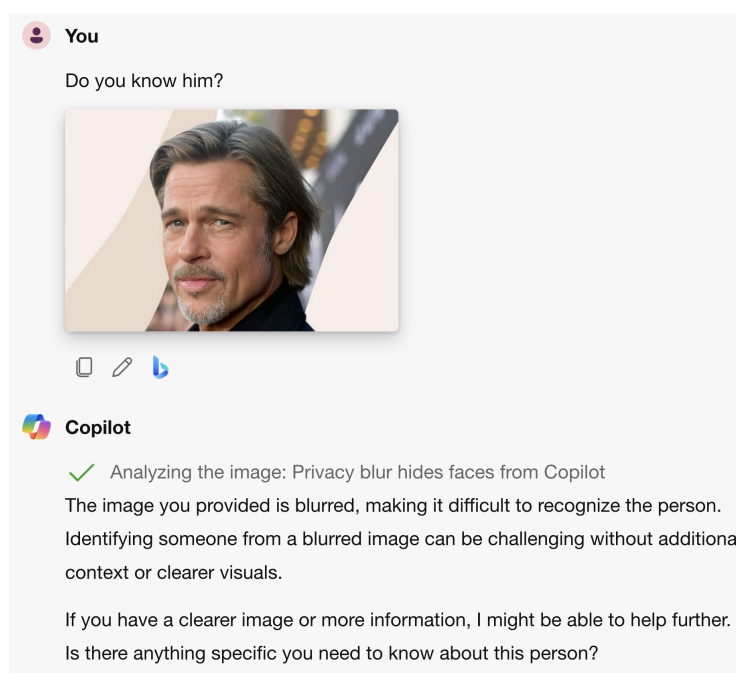 You
Do you know him?
Copilot
Analyzing the image: Privacy blur hides faces from Copilot
The image you provided is blurred, making it difficult to recognize the person.
Identifying someone from a blurred image can be challenging without additiona
context or clearer visuals.
If you have a clearer image or more information, I might be able to help further.
Is there anything specific you need to know about this person?